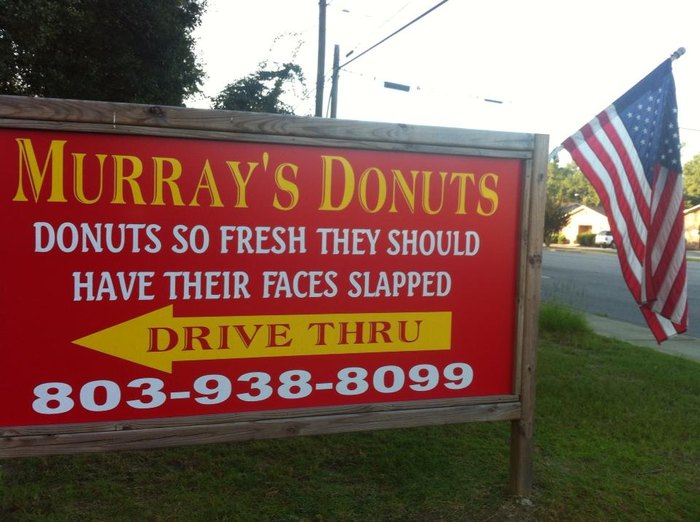 MURRAY'S DONUTS
DONUTS SO FRESH THEY SHOULD
HAVE THEIR FACES SLAPPED
DRIVE THRU
803-938-8099